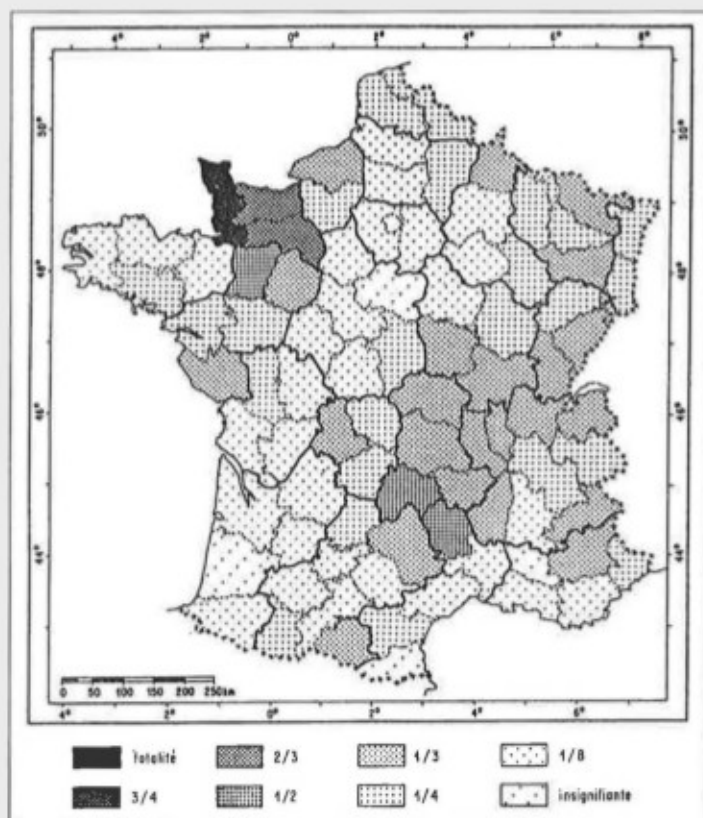 4° 2° 0° 2° 4° 6°
50° 50°
48° 48°
46° 46°
44° 44°
0 50 100 150 200 250 km
4° 2° 0° 2° 4° 6°
Totalité 2/3 1/3 1/8
3/4 1/2 1/4 insignifiante